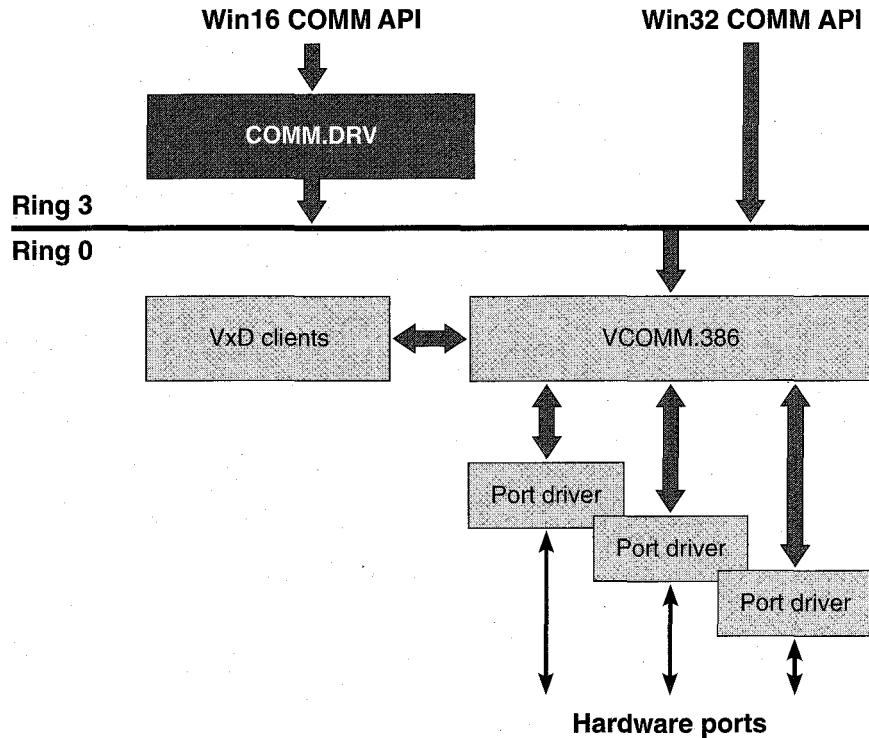 Win16 COMM API
Win32 COMM API
COMM.DRV
Ring 3
Ring 0
VxD clients
VCOMM.386
Port driver
Port driver
Port driver
Hardware ports